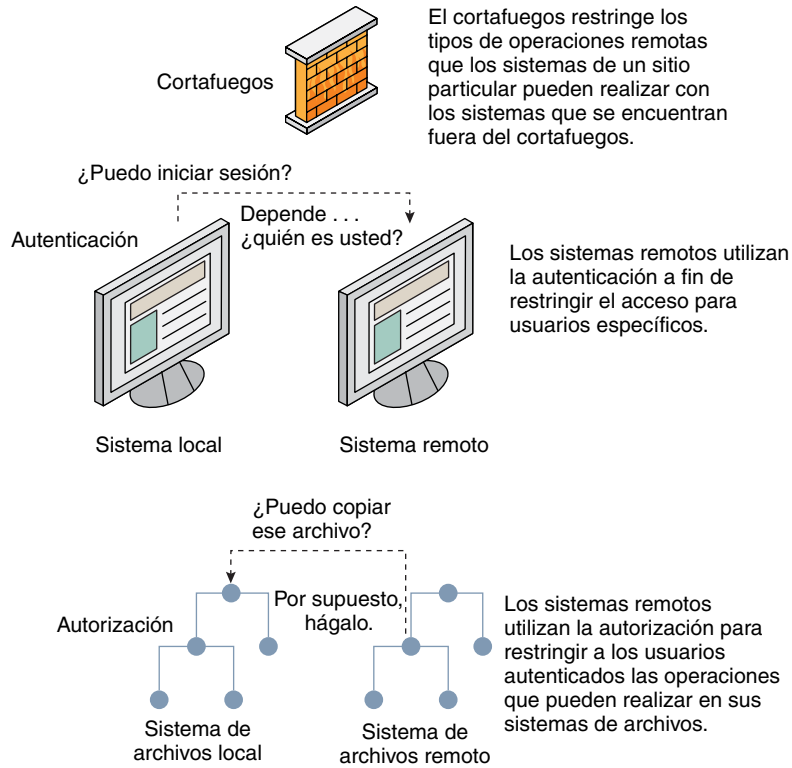 Cortafuegos
El cortafuegos restringe los
tipos de operaciones remotas
que los sistemas de un sitio
particular pueden realizar con
los sistemas que se encuentran
fuera del cortafuegos.
¿Puedo iniciar sesión?
Autenticación
Depende . . .
¿quién es usted?
Los sistemas remotos utilizan
la autenticación a fin de
restringir el acceso para
usuarios específicos.
Sistema local
Sistema remoto
¿Puedo copiar
ese archivo?
Autorización
Por supuesto,
hágalo.
Los sistemas remotos
utilizan la autorización para
restringir a los usuarios
autenticados las operaciones
que pueden realizar en sus
sistemas de archivos.
Sistema de
archivos local
Sistema de
archivos remoto